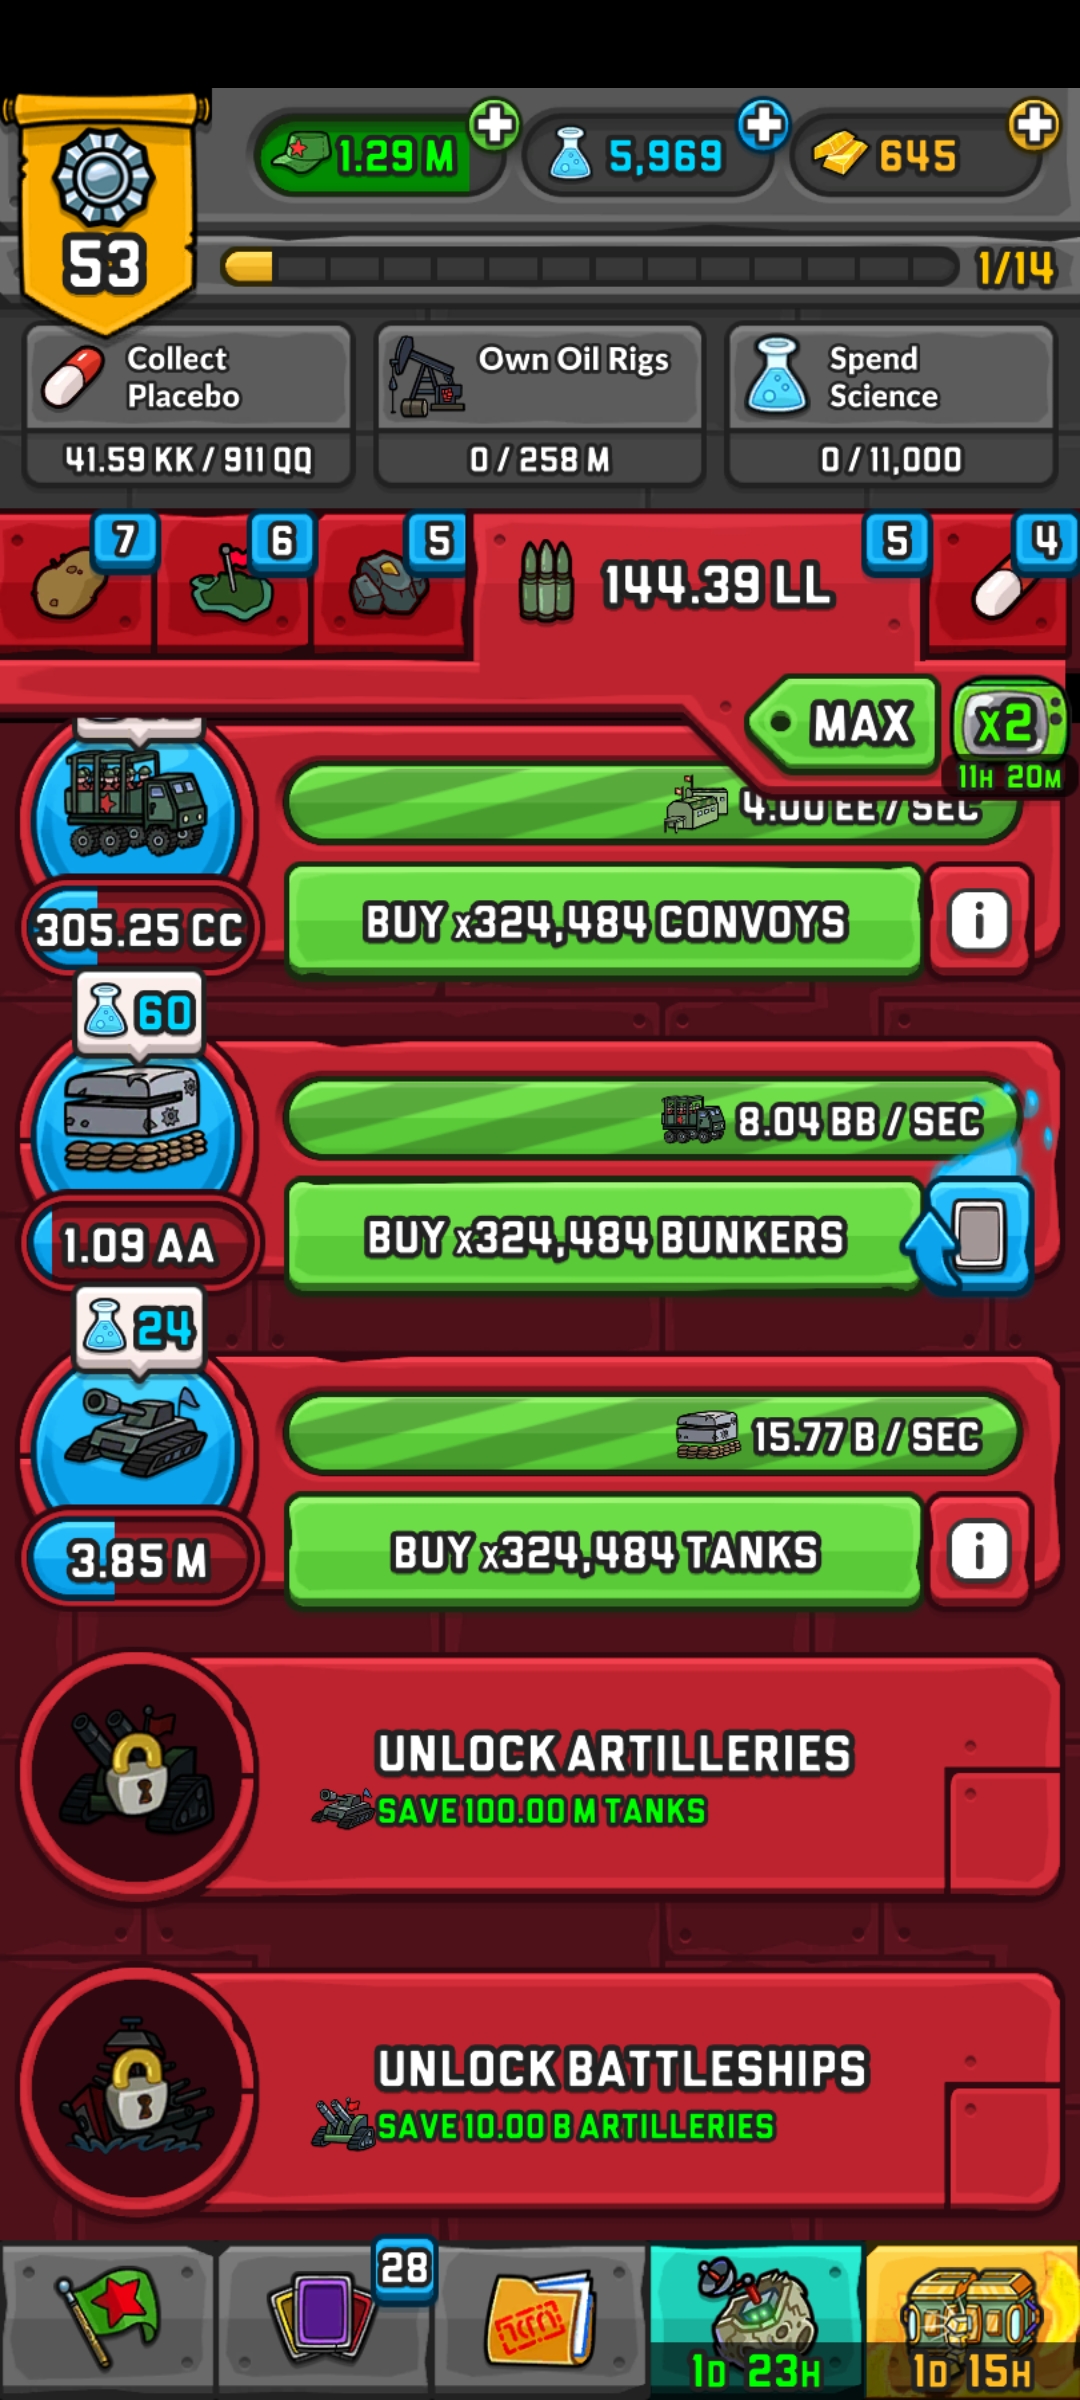 1.29 M
5,969
645
53
1/14
Collect
Placebo
41.59 KK / 911 QQ
Own Oil Rigs
0 / 258 M
Spend
Science
0 / 11,000
7
6
5
144.39 LL
5
4
MAX
x2
11H 20M
4.00 EE / SEC
305.25 CC
BUY x324,484 CONVOYS
i
60
8.04 BB / SEC
1.09 AA
BUY x324,484 BUNKERS
24
15.77 B / SEC
3.85 M
BUY x324,484 TANKS
i
UNLOCK ARTILLERIES
SAVE 100.00 M TANKS
UNLOCK BATTLESHIPS
SAVE 10.00 B ARTILLERIES
28
1D 23H
1D 15H